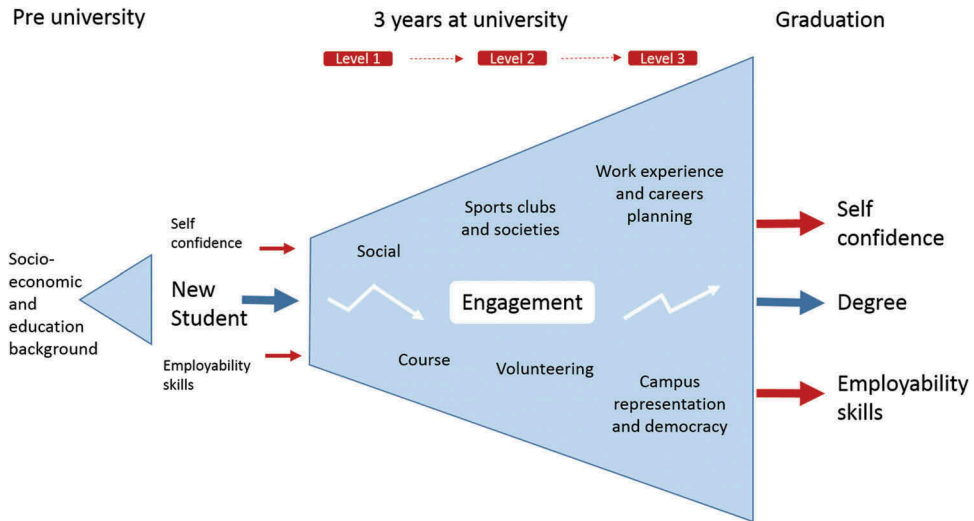 Pre university
3 years at university
Graduation
Level 1
Level 2
Level 3
Socio-
economic
and
education
background
Self
confidence
New
Student
Employability
skills
Social
Sports clubs
and societies
Work experience
and careers
planning
Engagement
Course
Volunteering
Campus
representation
and democracy
Self
confidence
Degree
Employability
skills